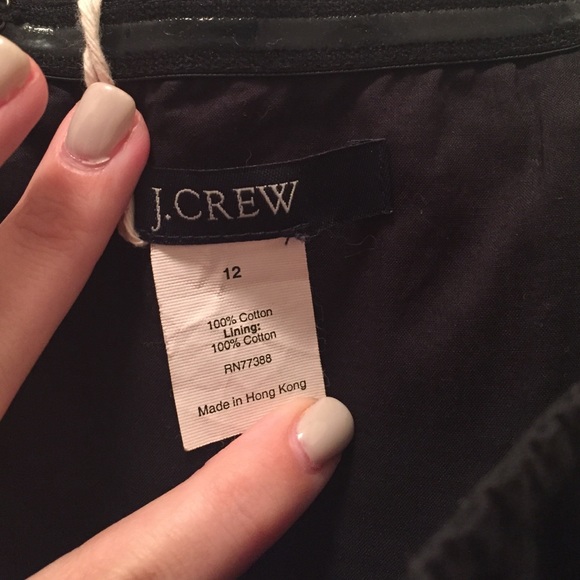 J.CREW
12
100% Cotton
Lining:
100% Cotton
RN77388
Made in Hong Kong